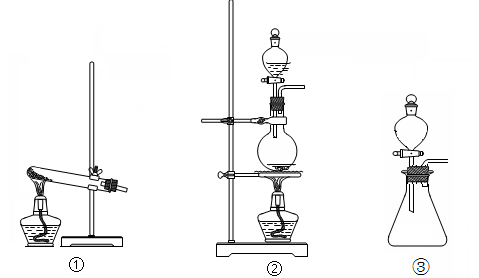 ① ② ③